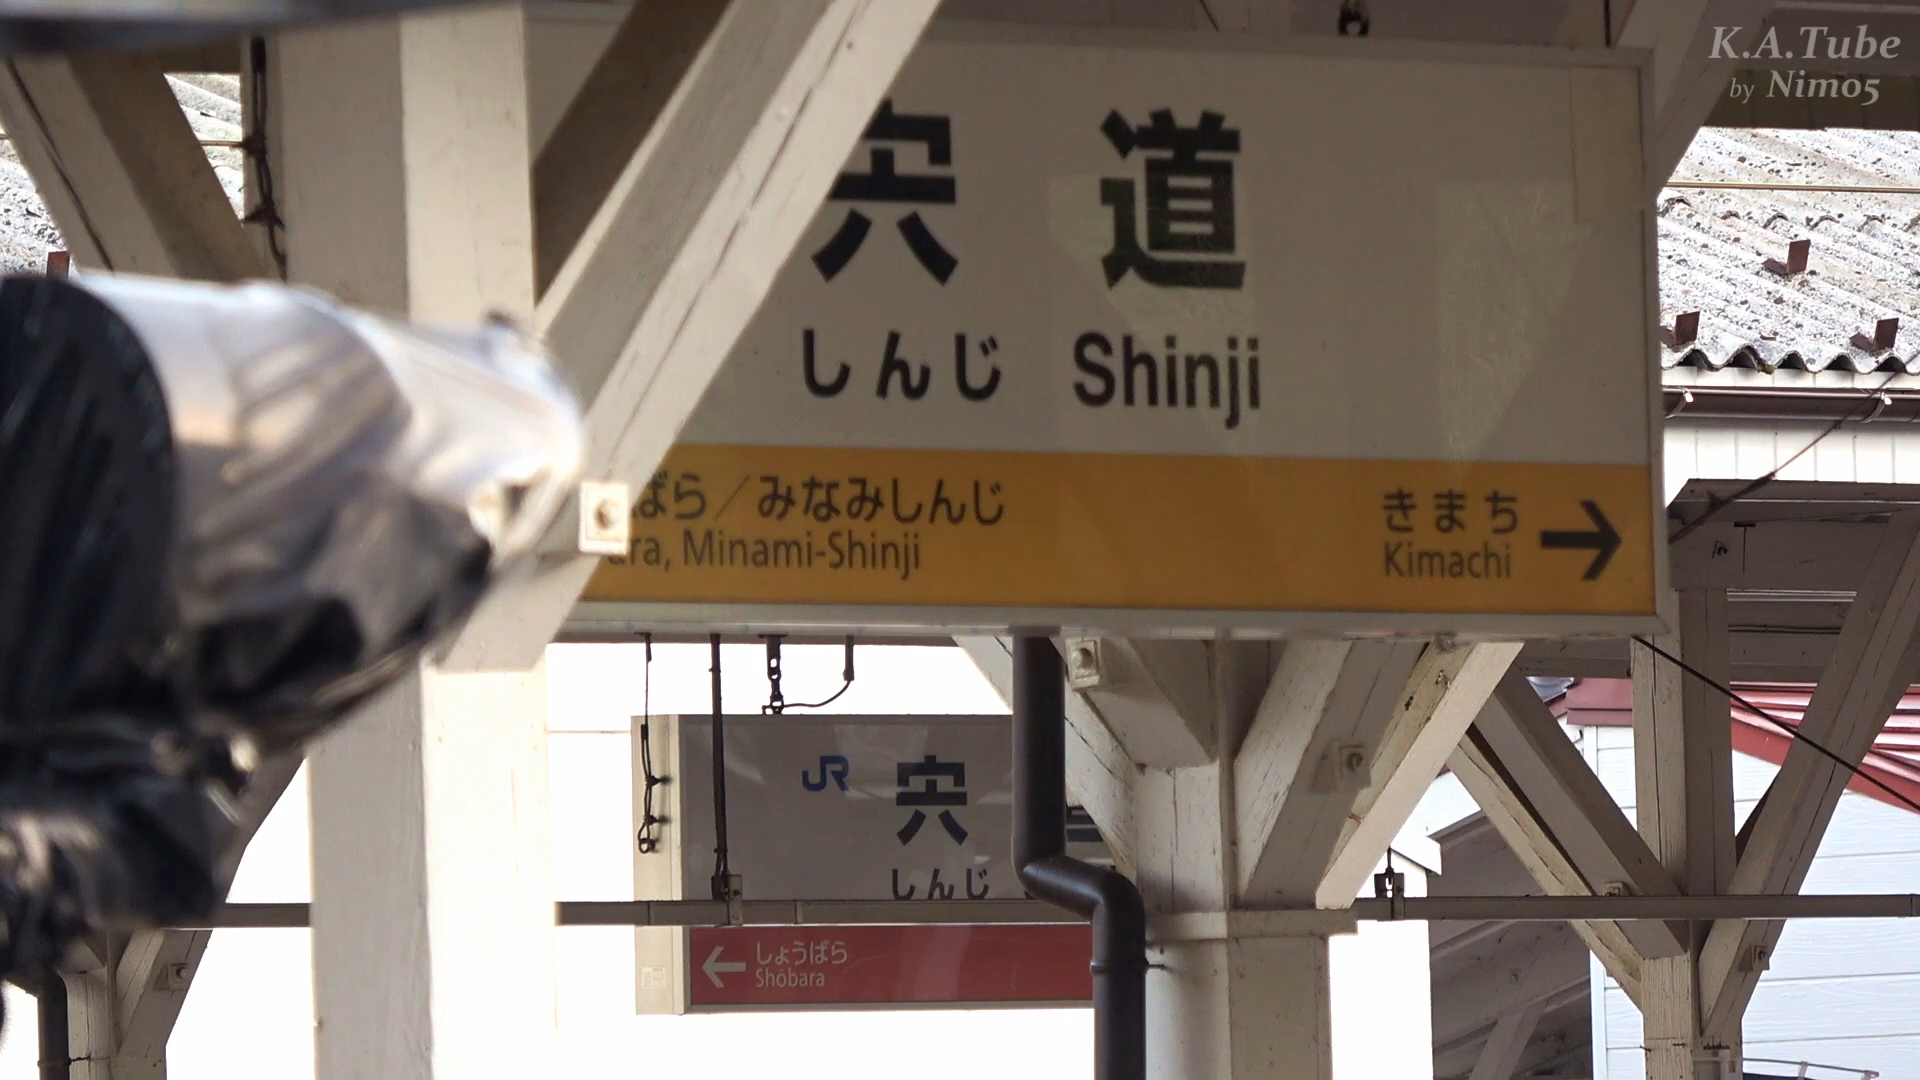 K.A.Tube
by Nimo5
宍道
しんじ Shinji
ばら／みなみしんじ
ara, Minami-Shinji
きまち
Kimachi
JR 宍
しんじ
しょうばら
Shōbara